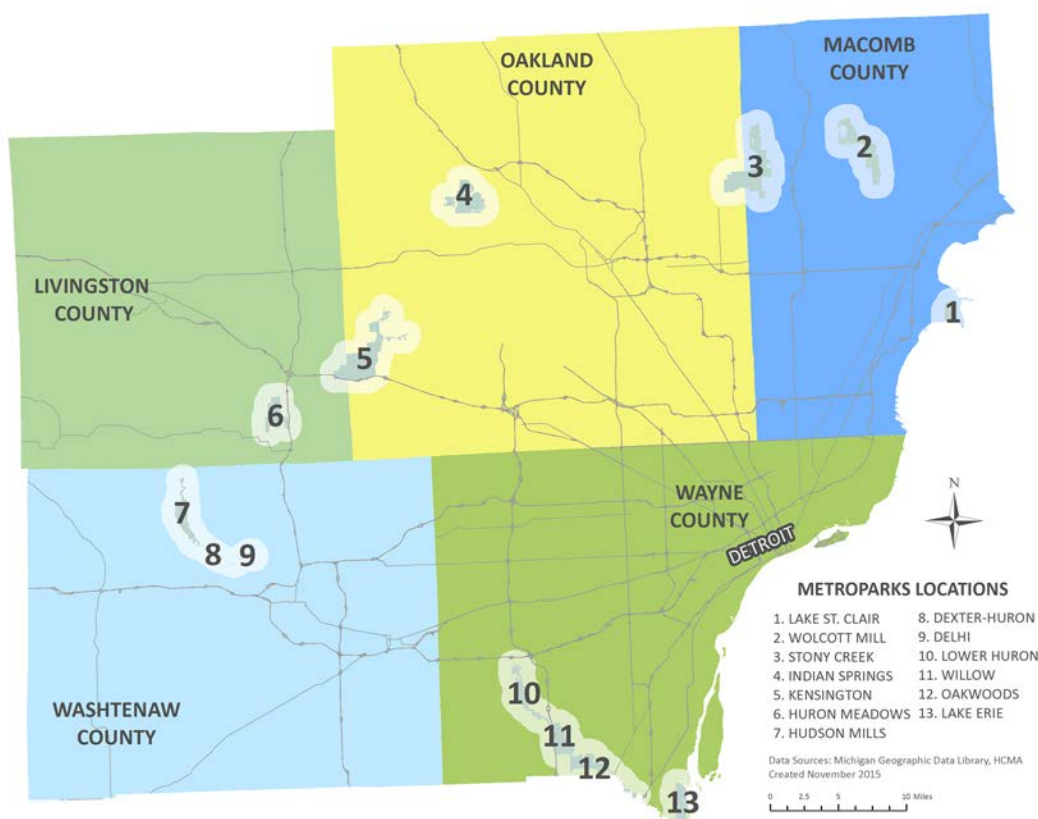 OAKLAND
COUNTY
MACOMB
COUNTY
2
3
4
LIVINGSTON
COUNTY
1
5
6
WAYNE
COUNTY
7
8
9
N
DETROIT
METROPARKS LOCATIONS
1. LAKE ST. CLAIR
2. WOLCOTT MILL
3. STONY CREEK
4. INDIAN SPRINGS
5. KENSINGTON
6. HURON MEADOWS
7. HUDSON MILLS
8. DEXTER-HURON
9. DELHI
10. LOWER HURON
11. WILLOW
12. OAKWOODS
13. LAKE ERIE
10
WASHTENAW
COUNTY
11
12
13
Data Sources: Michigan Geographic Data Library, HCMA
Created November 2015
0 2.5 5 10 Miles